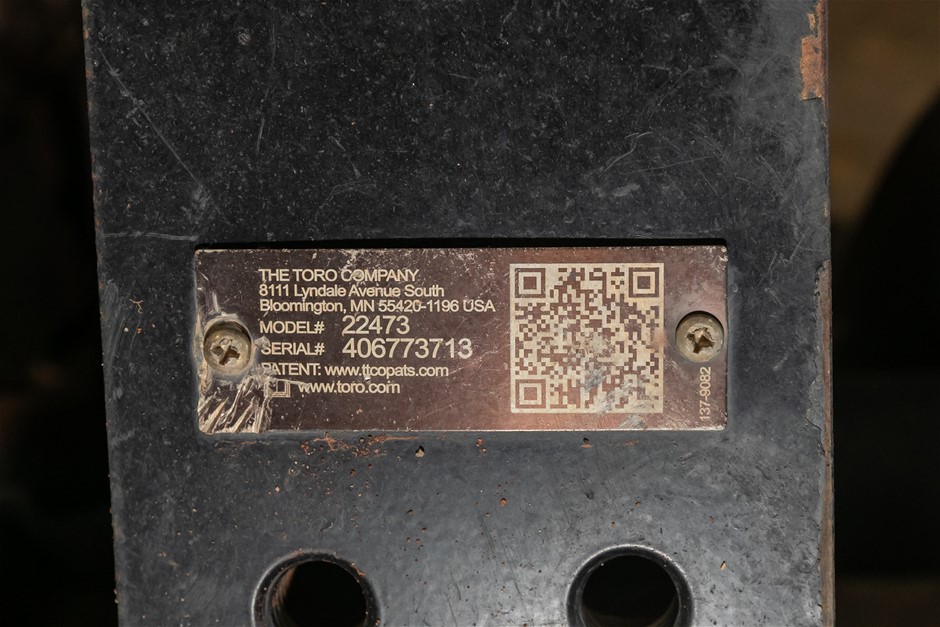 THE TORO COMPANY
8111 Lyndale Avenue South
Bloomington, MN 55420-1196 USA
MODEL# 22473
SERIAL# 406773713
PATENT: www.ttcopats.com
www.toro.com
137-9082